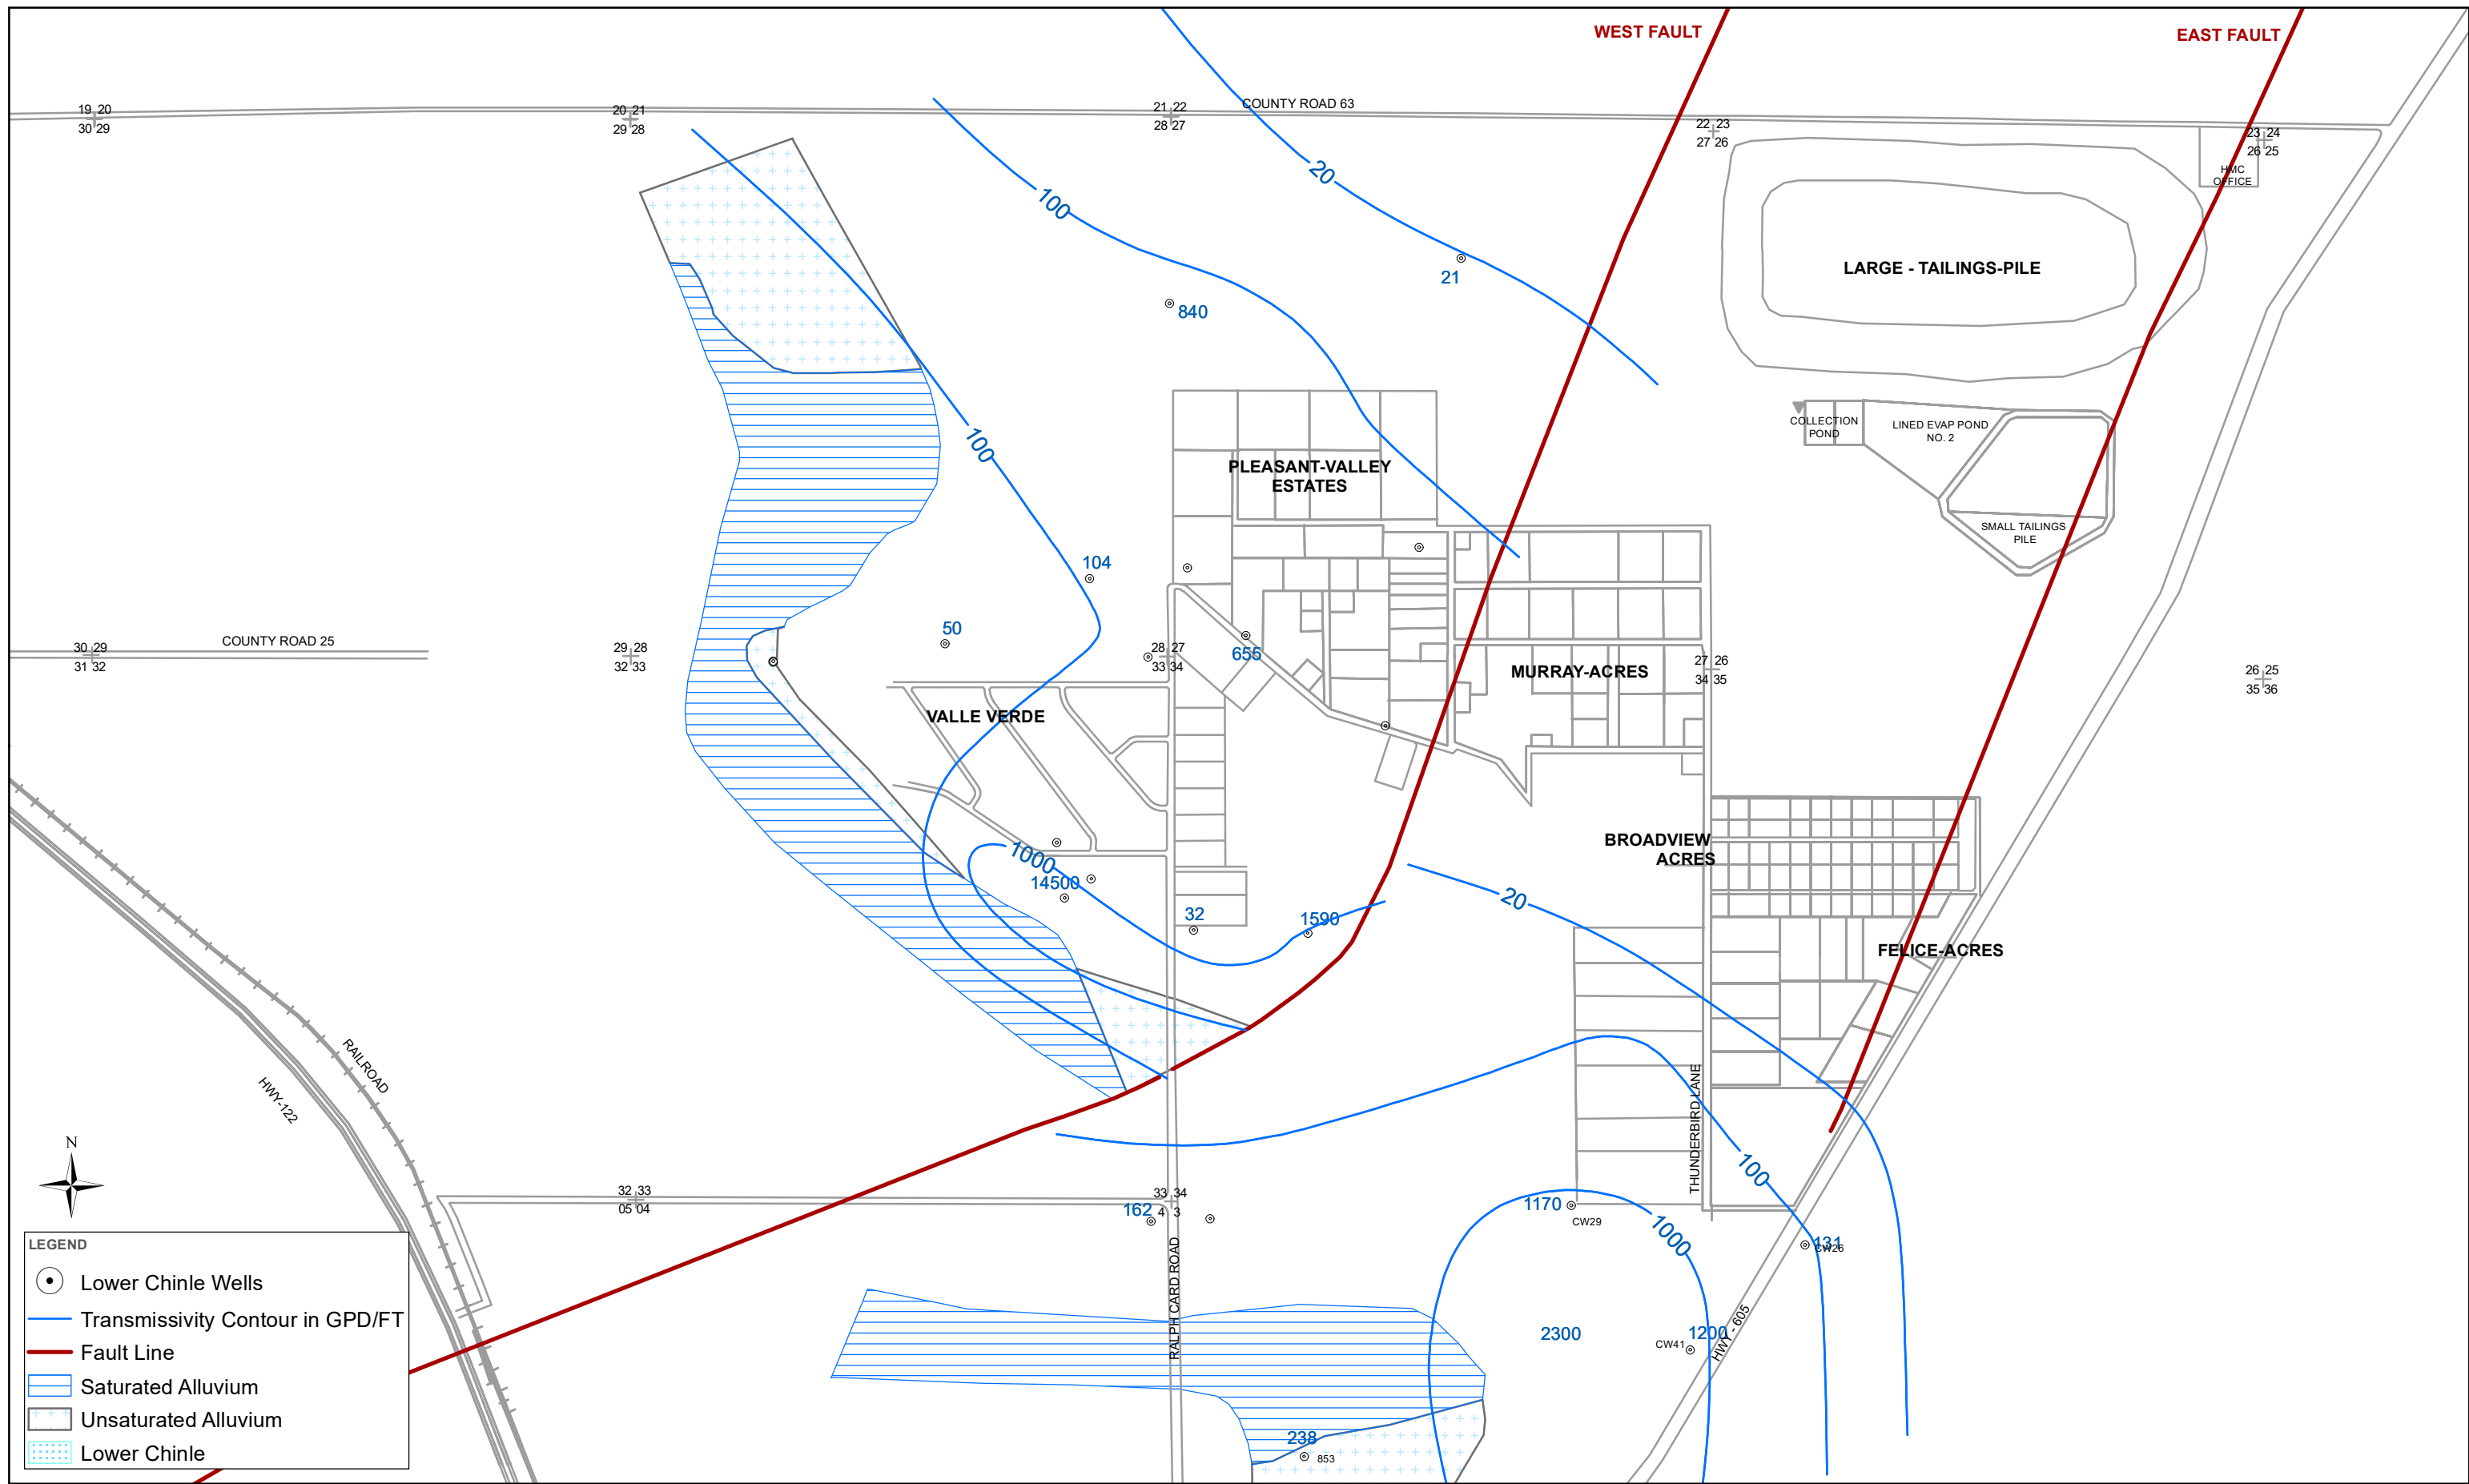 WEST FAULT
EAST FAULT
19 20
30 29
20 21
29 28
21 22
28 27
COUNTY ROAD 63
22 23
27 26
23 24
26 25
HMC
OFFICE
20
100
21
840
LARGE - TAILINGS-PILE
COLLECTION
POND
LINED EVAP POND
NO. 2
100
PLEASANT-VALLEY
ESTATES
SMALL TAILINGS
PILE
104
50
30 29
31 32
COUNTY ROAD 25
29 28
32 33
28 27
33 34
655
MURRAY-ACRES
27 26
34 35
26 25
35 36
VALLE VERDE
BROADVIEW
ACRES
1000
14500
32
1590
20
FELICE-ACRES
RAILROAD
HWY-122
THUNDERBIRD LANE
100
N
32 33
05 04
33 34
4 3
162
1170
CW29
1000
131
CW26
RALPH CARD ROAD
2300
1200
CW41
HWY - 605
238
853
LEGEND
Lower Chinle Wells
Transmissivity Contour in GPD/FT
Fault Line
Saturated Alluvium
Unsaturated Alluvium
Lower Chinle